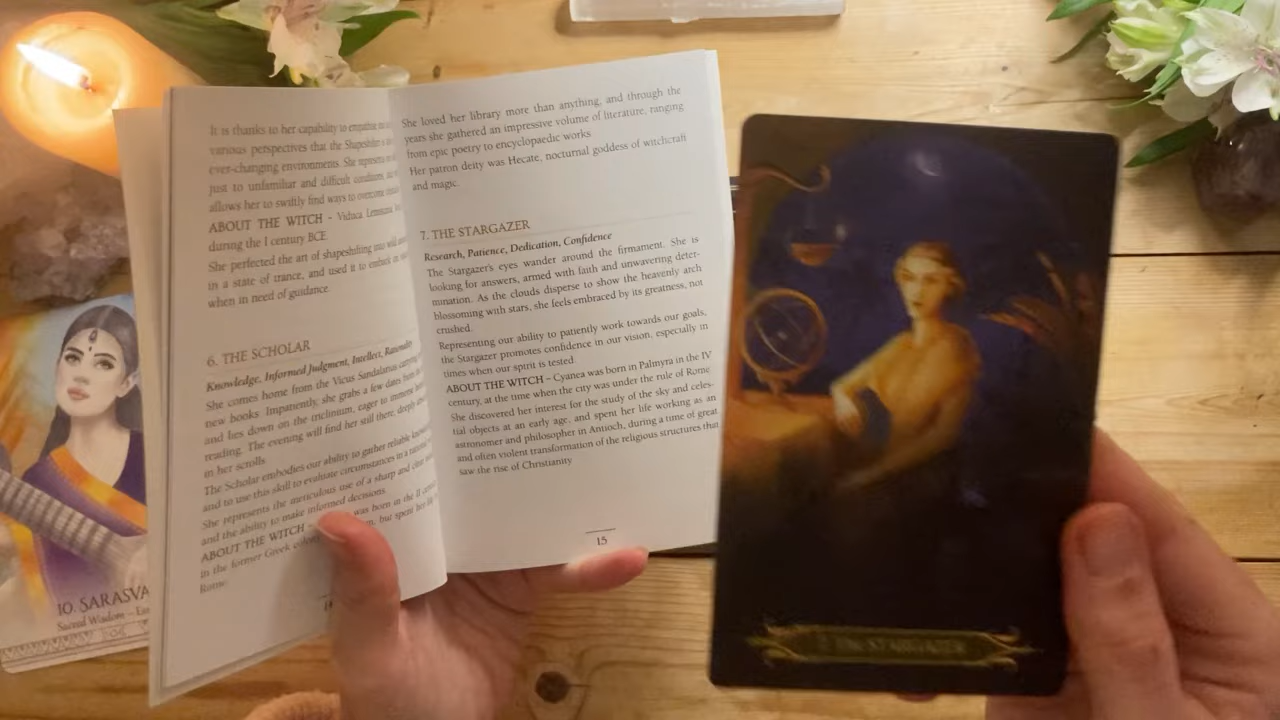 It is thanks to her capability to empathise
various perspectives that the Shapeshifter
ever-changing environments. She represents
just to unfamiliar and difficult conditions,
allows her to swiftly find ways to overcome
ABOUT THE WITCH – Viduca
during the I century BCE.
She perfected the art of shapeshifting into
in a state of trance, and used it to embark
when in need of guidance.
6. THE SCHOLAR
Knowledge, Informed Judgment, Intellect, Rationality
She comes home from the Vicus Sandalarius carrying
new books. Impatiently, she grabs a few dates from
and lies down on the triclinium, eager to
reading. The evening will find her still there, deeply
in her scrolls.
The Scholar embodies our ability to gather reliable
and to use this skill to evaluate circumstances in a rational
She represents the meticulous use of a sharp and
and the ability to make informed decisions.
ABOUT THE WITCH – was born in the II
in the former Greek but spent her
Rome.
She loved her library more than anything, and through the
years she gathered an impressive volume of literature, ranging
from epic poetry to encyclopaedic works.
Her patron deity was Hecate, nocturnal goddess of witchcraft
and magic.
7. THE STARGAZER
Research, Patience, Dedication, Confidence
The Stargazer's eyes wander around the firmament. She is
looking for answers, armed with faith and unwavering deter-
mination. As the clouds disperse to show the heavenly arch
blossoming with stars, she feels embraced by its greatness, not
crushed.
Representing our ability to patiently work towards our goals,
the Stargazer promotes confidence in our vision, especially in
times when our spirit is tested.
ABOUT THE WITCH – Cyanea was born in Palmyra in the IV
century, at the time when the city was under the rule of Rome
She discovered her interest for the study of the sky and celes-
tial objects at an early age, and spent her life working as an
astronomer and philosopher in Antioch, during a time of great
and often violent transformation of the religious structures that
saw the rise of Christianity
15
10. SARASVA
Sacred Wisdom –
THE STARGAZER